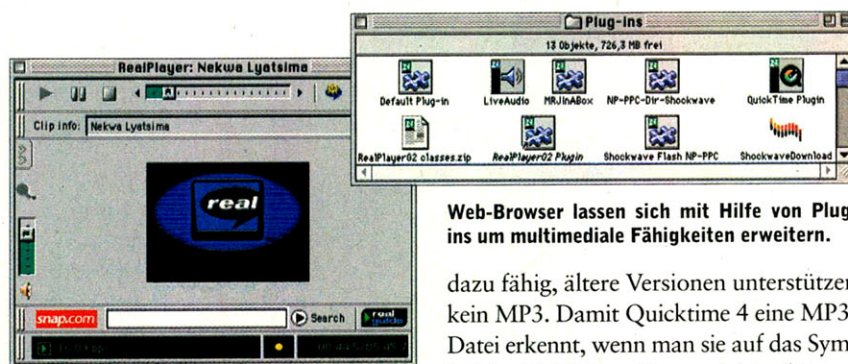 Plug-ins
13 Objekte, 726,3 MB frei
Default Plug-in
LiveAudio
MRJInABox
NP-PPC-Dir-Shockwave
QuickTime Plugin
RealPlayer02 classes.zip
RealPlayer02 Plugin
Shockwave Flash NP-PPC
ShockwaveDownload
RealPlayer: Nekwa Lyatsima
Clip info: Nekwa Lyatsima
real
snap.com
Search
real
guide
Web-Browser lassen sich mit Hilfe von Plug-
ins um multimediale Fähigkeiten erweitern.
dazu fähig, ältere Versionen unterstützen
kein MP3. Damit Quicktime 4 eine MP3-
Datei erkennt, wenn man sie auf das Sym-